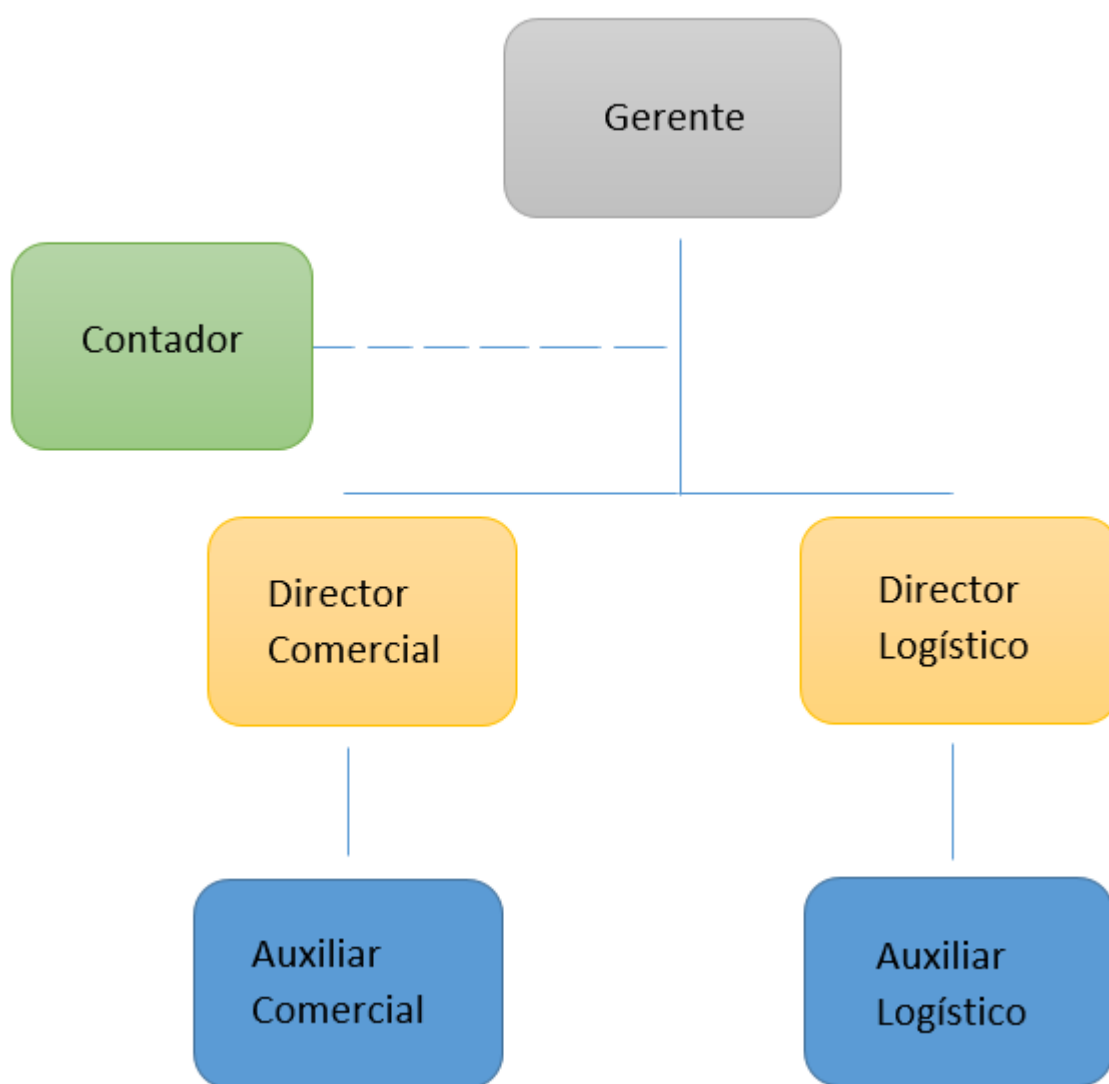 Gerente
Contador
Director
Comercial
Director
Logístico
Auxiliar
Comercial
Auxiliar
Logístico